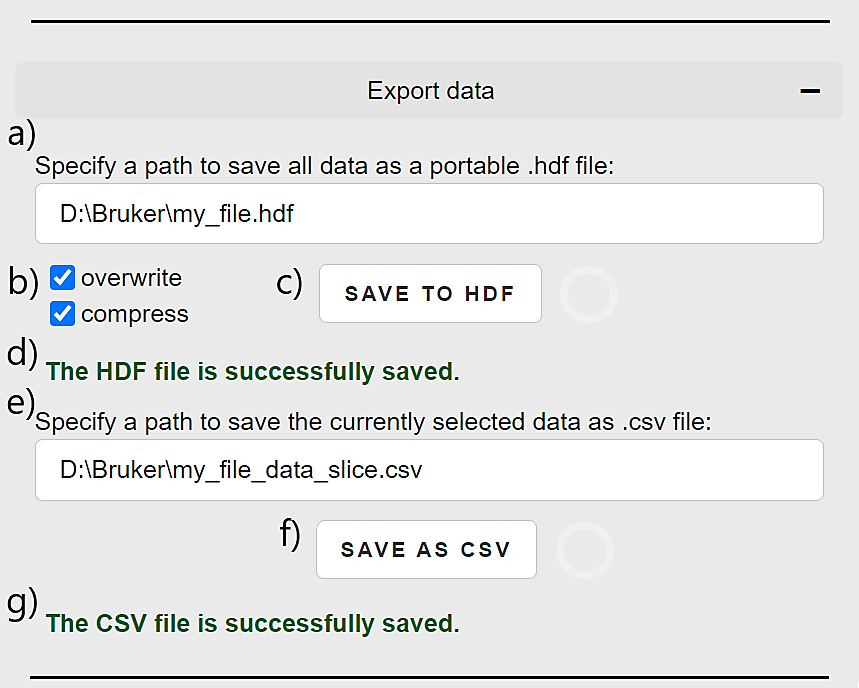 Export data
a)
Specify a path to save all data as a portable .hdf file:
D:\Bruker\my_file.hdf
b) overwrite
compress
c) SAVE TO HDF
d) The HDF file is successfully saved.
e) Specify a path to save the currently selected data as .csv file:
D:\Bruker\my_file_data_slice.csv
f) SAVE AS CSV
g) The CSV file is successfully saved.